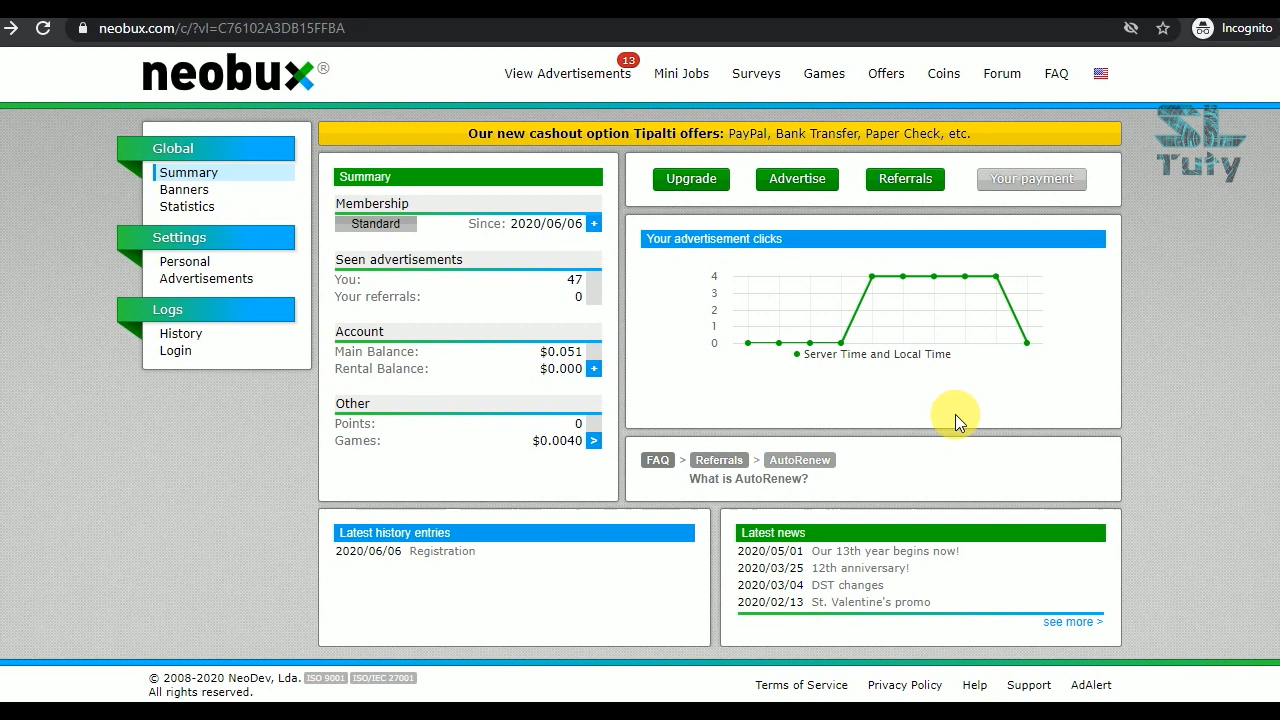 neobux.com/c/?vl=C76102A3DB15FFBA
Incognito
neobux®
View Advertisements 13
Mini Jobs
Surveys
Games
Offers
Coins
Forum
FAQ
SL
Tuty
Global
Summary
Banners
Statistics
Settings
Personal
Advertisements
Logs
History
Login
Our new cashout option Tipalti offers: PayPal, Bank Transfer, Paper Check, etc.
Summary
Membership
Standard Since: 2020/06/06 +
Seen advertisements
You: 47
Your referrals: 0
Account
Main Balance: $0.051
Rental Balance: $0.000 +
Other
Points: 0
Games: $0.0040 >
Upgrade
Advertise
Referrals
Your payment
Your advertisement clicks
4
3
2
1
0
Server Time and Local Time
FAQ > Referrals > AutoRenew
What is AutoRenew?
Latest history entries
2020/06/06 Registration
Latest news
2020/05/01 Our 13th year begins now!
2020/03/25 12th anniversary!
2020/03/04 DST changes
2020/02/13 St. Valentine's promo
see more >
© 2008-2020 NeoDev, Lda. ISO 9001 ISO/IEC 27001
All rights reserved.
Terms of Service
Privacy Policy
Help
Support
AdAlert